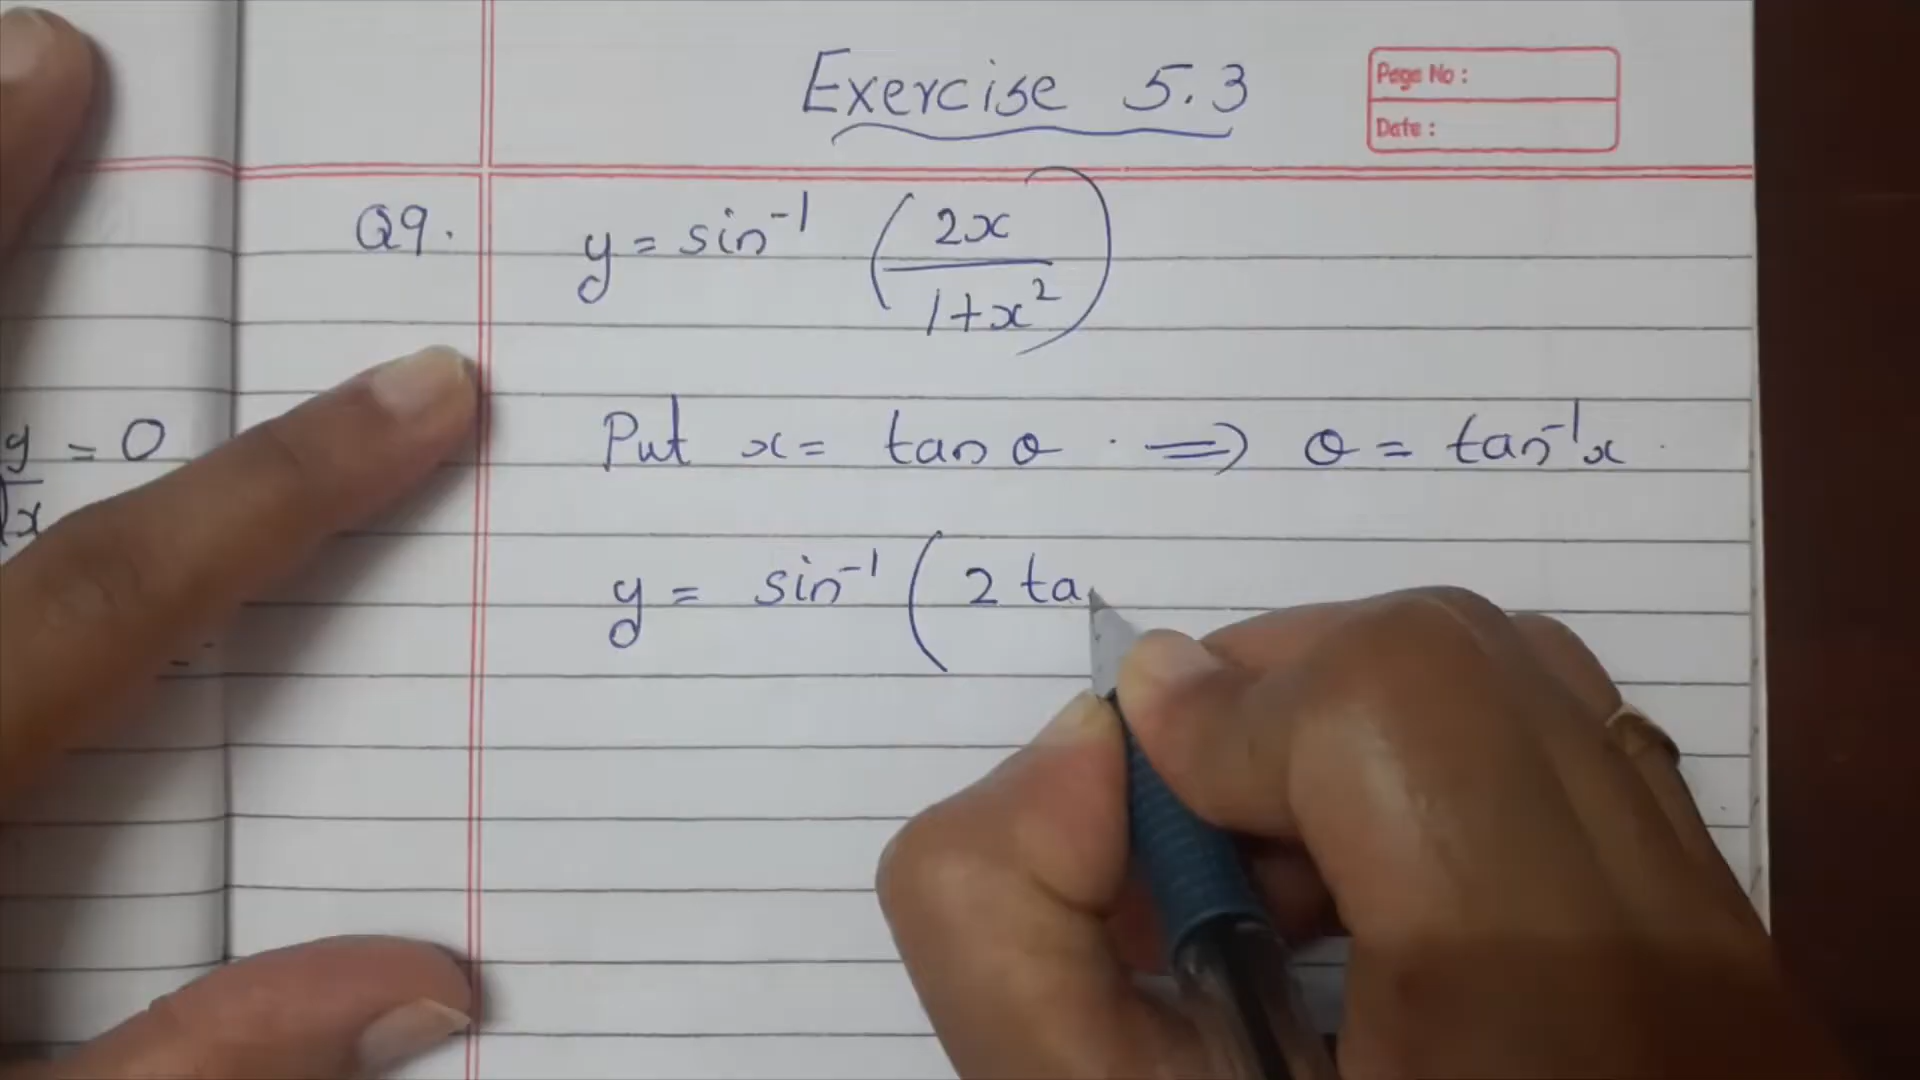 Exercise 5.3
Page No :
Date :
Q9. y = sin⁻¹ (2x / 1+x²)
Put x = tan θ . ⟹ θ = tan⁻¹x .
y = 0
x
y = sin⁻¹ ( 2 ta